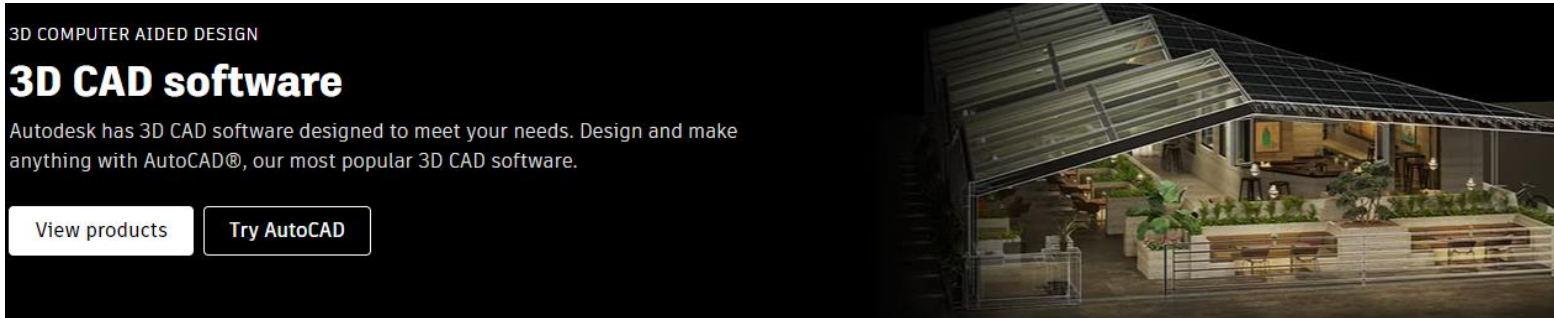 3D COMPUTER AIDED DESIGN
3D CAD software
Autodesk has 3D CAD software designed to meet your needs. Design and make
anything with AutoCAD®, our most popular 3D CAD software.
View products
Try AutoCAD